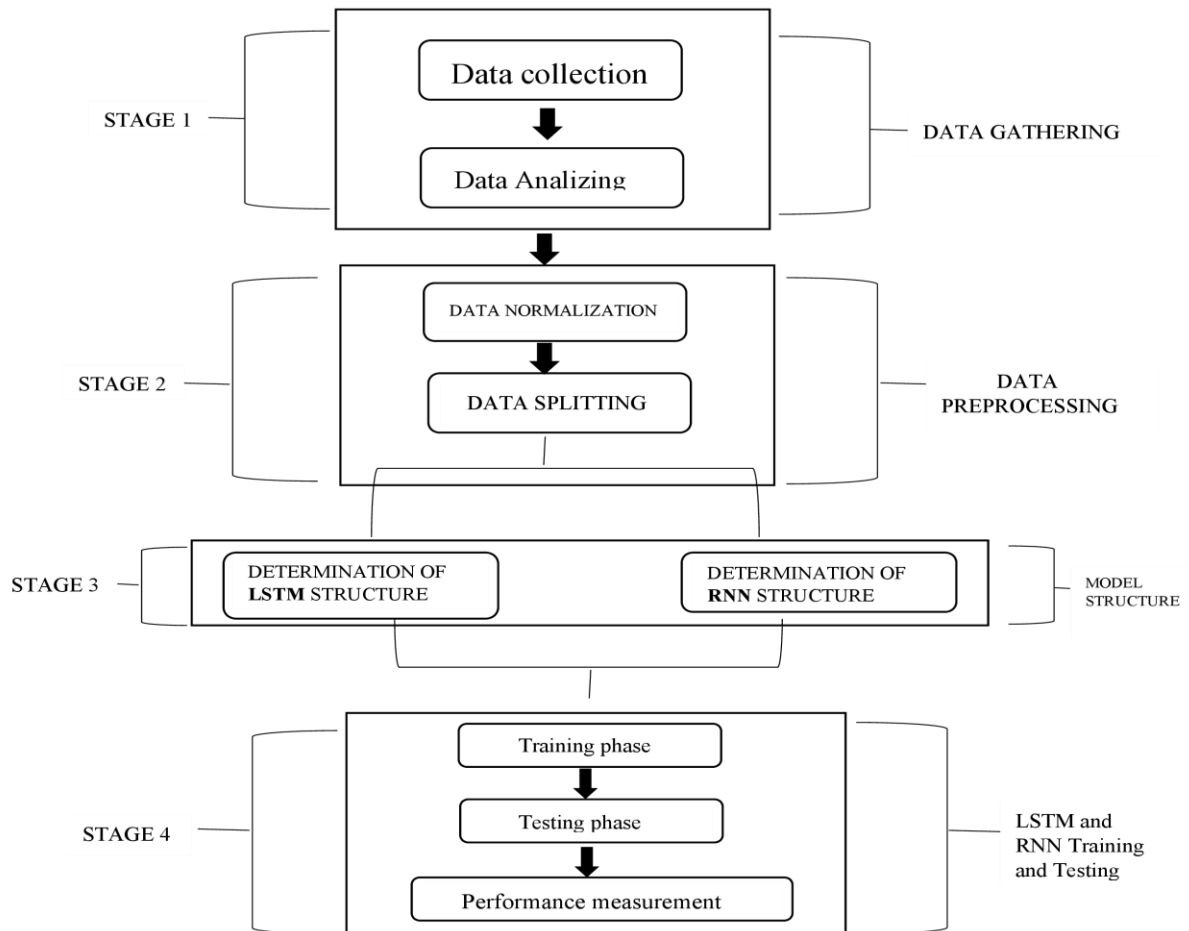 Data collection
STAGE 1
DATA GATHERING
Data Analizing
DATA NORMALIZATION
STAGE 2
DATA
PREPROCESSING
DATA SPLITTING
STAGE 3
DETERMINATION OF
LSTM STRUCTURE
DETERMINATION OF
RNN STRUCTURE
MODEL
STRUCTURE
Training phase
STAGE 4
Testing phase
LSTM and
RNN Training
and Testing
Performance measurement